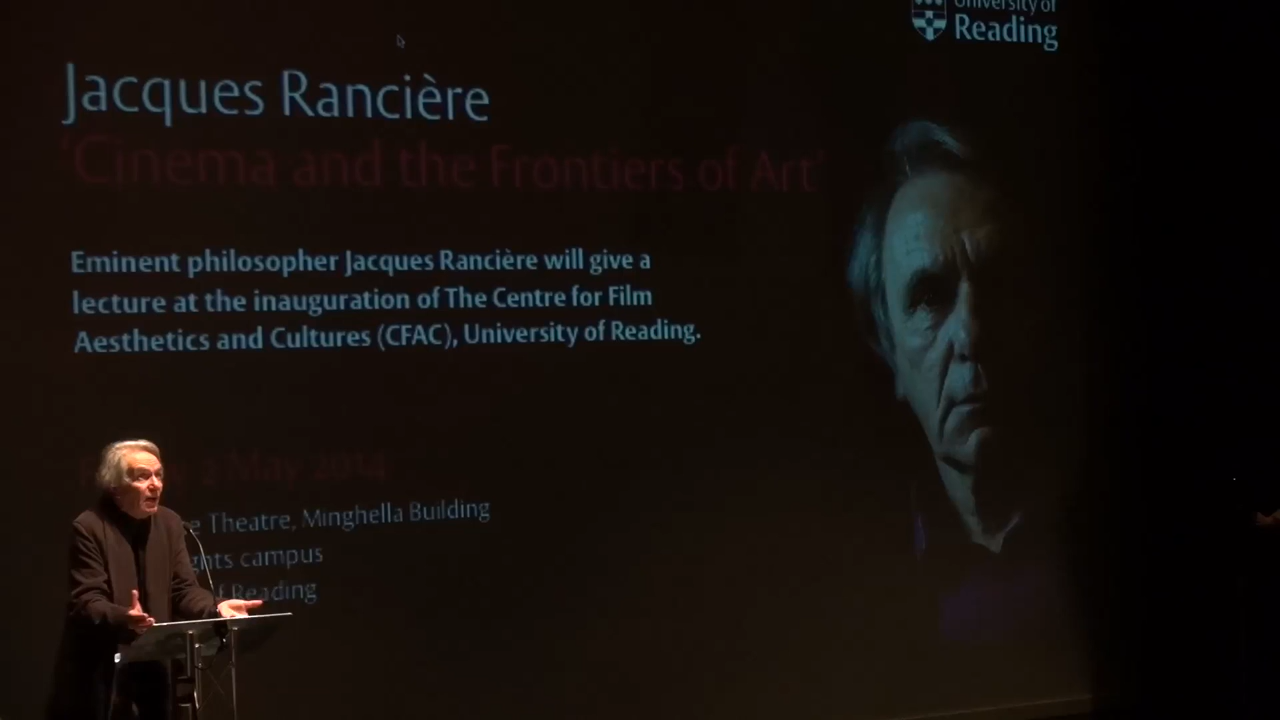 University of
Reading
Jacques Rancière
'Cinema and the Frontiers of Art'
Eminent philosopher Jacques Rancière will give a
lecture at the inauguration of The Centre for Film
Aesthetics and Cultures (CFAC), University of Reading.
2 May 2014
Theatre, Minghella Building
campus
of Reading